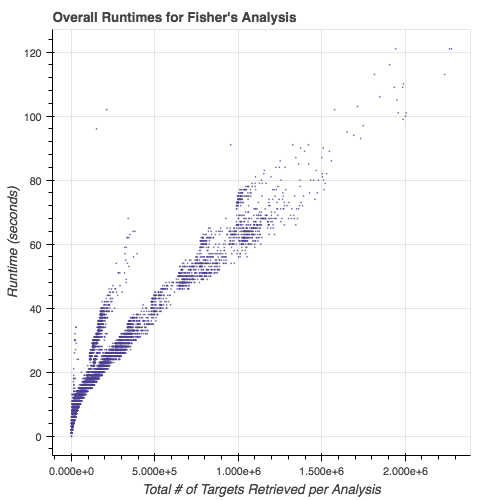 Overall Runtimes for Fisher's Analysis
120
100
80
60
40
20
0
Runtime (seconds)
0.000e+0 5.000e+5 1.000e+6 1.500e+6 2.000e+6
Total # of Targets Retrieved per Analysis